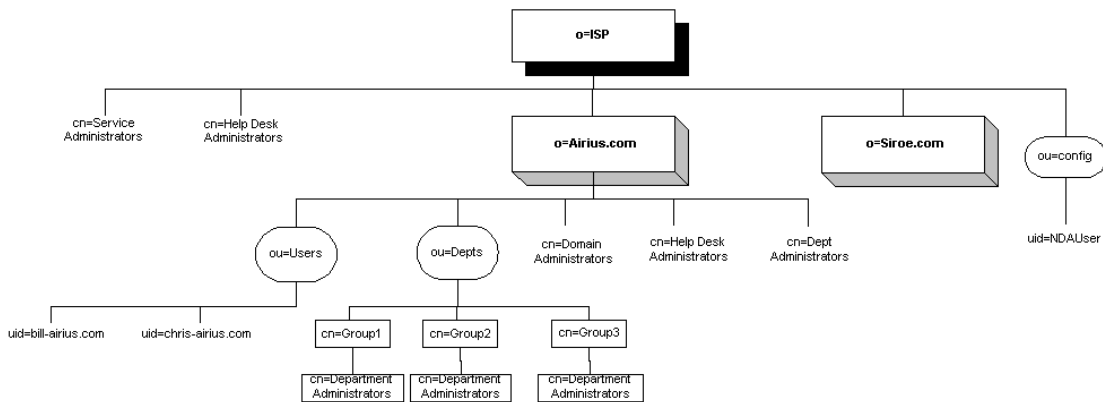 o=ISP
cn=Service
Administrators
cn=Help Desk
Administrators
o=Airius.com
o=Siroe.com
ou=config
ou=Users
ou=Depts
cn=Domain
Administrators
cn=Help Desk
Administrators
cn=Dept
Administrators
uid=NDAUser
uid=bill-airius.com
uid=chris-airius.com
cn=Group1
cn=Group2
cn=Group3
cn=Department
Administrators
cn=Department
Administrators
cn=Department
Administrators